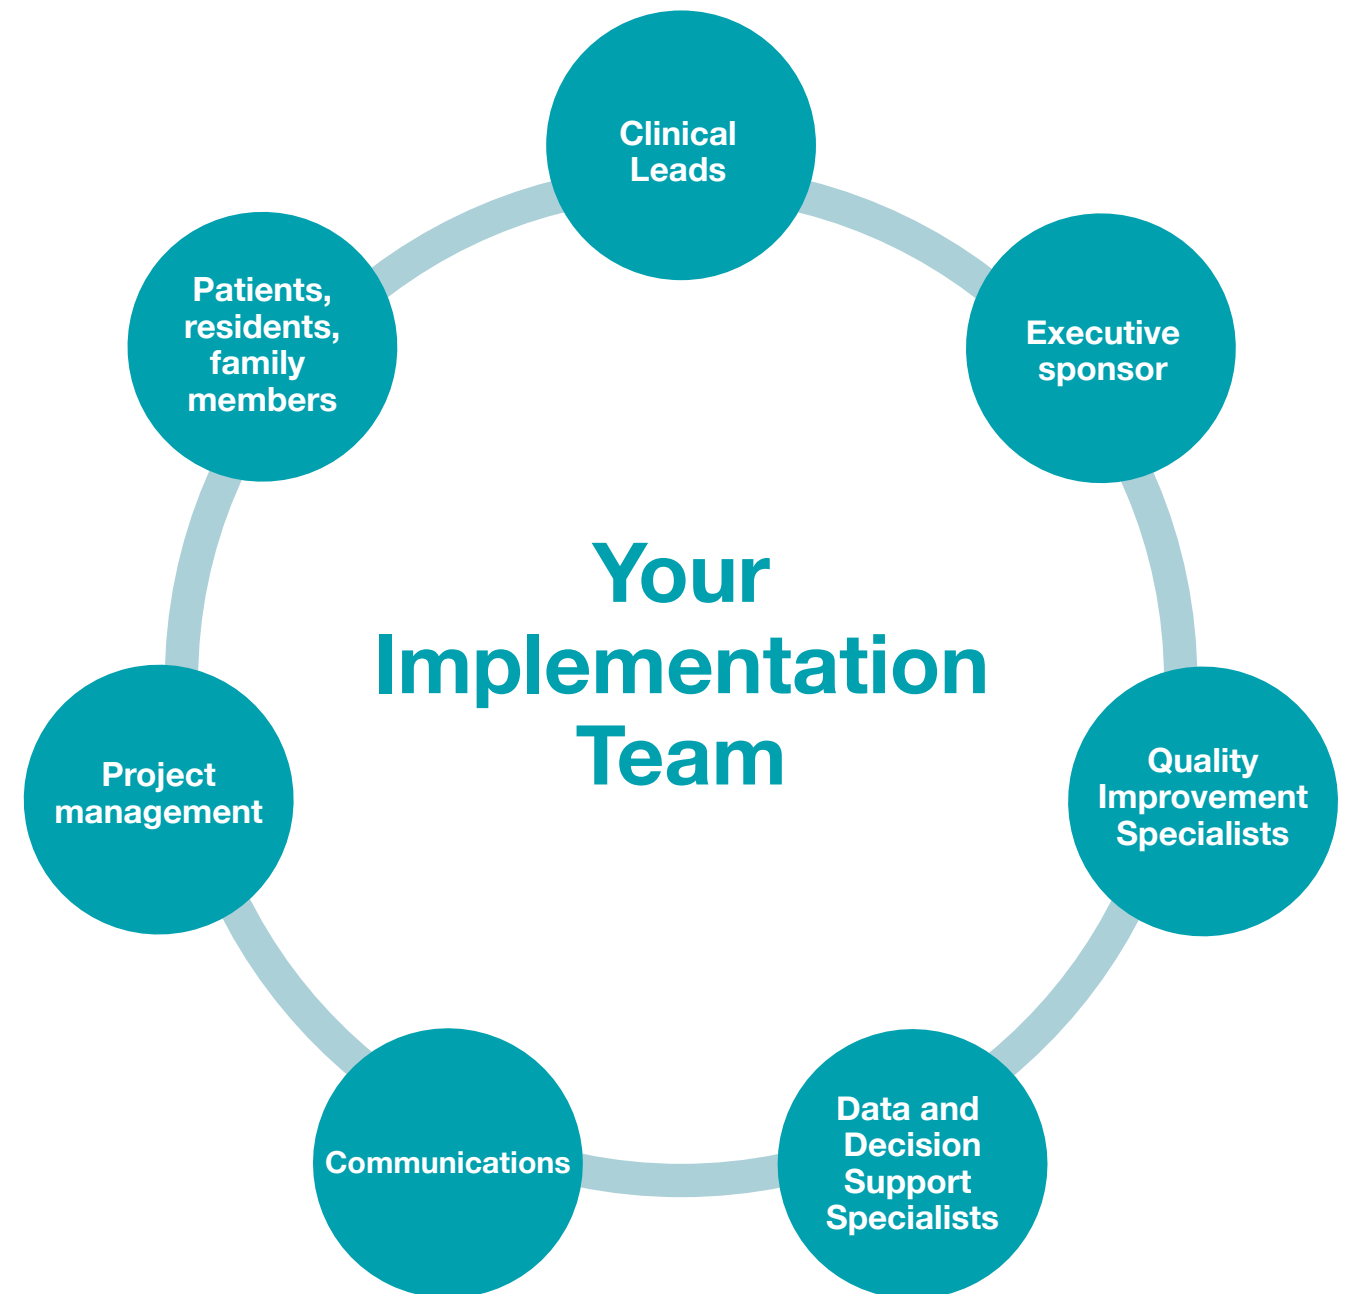 Clinical
Leads
Executive
sponsor
Quality
Improvement
Specialists
Data and
Decision
Support
Specialists
Communications
Project
management
Patients,
residents,
family
members
Your
Implementation
Team